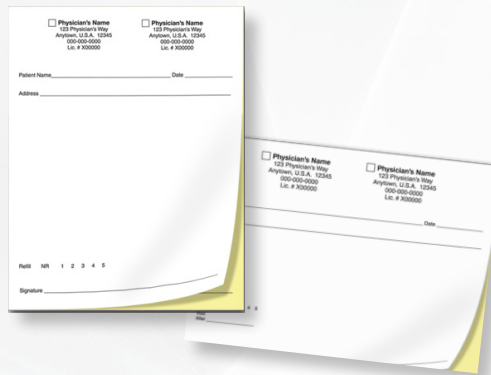 Physician's Name
123 Physician's Way
Anytown, U.S.A. 12345
000-000-0000
Lic. # X00000
Physician's Name
123 Physician's Way
Anytown, U.S.A. 12345
000-000-0000
Lic. # X00000
Patient Name Date
Address
Refill NR 1 2 3 4 5
Signature
Physician's Name
123 Physician's Way
Anytown, U.S.A. 12345
000-000-0000
Lic. # X00000
Physician's Name
123 Physician's Way
Anytown, U.S.A. 12345
000-000-0000
Lic. # X00000
Date
4 5